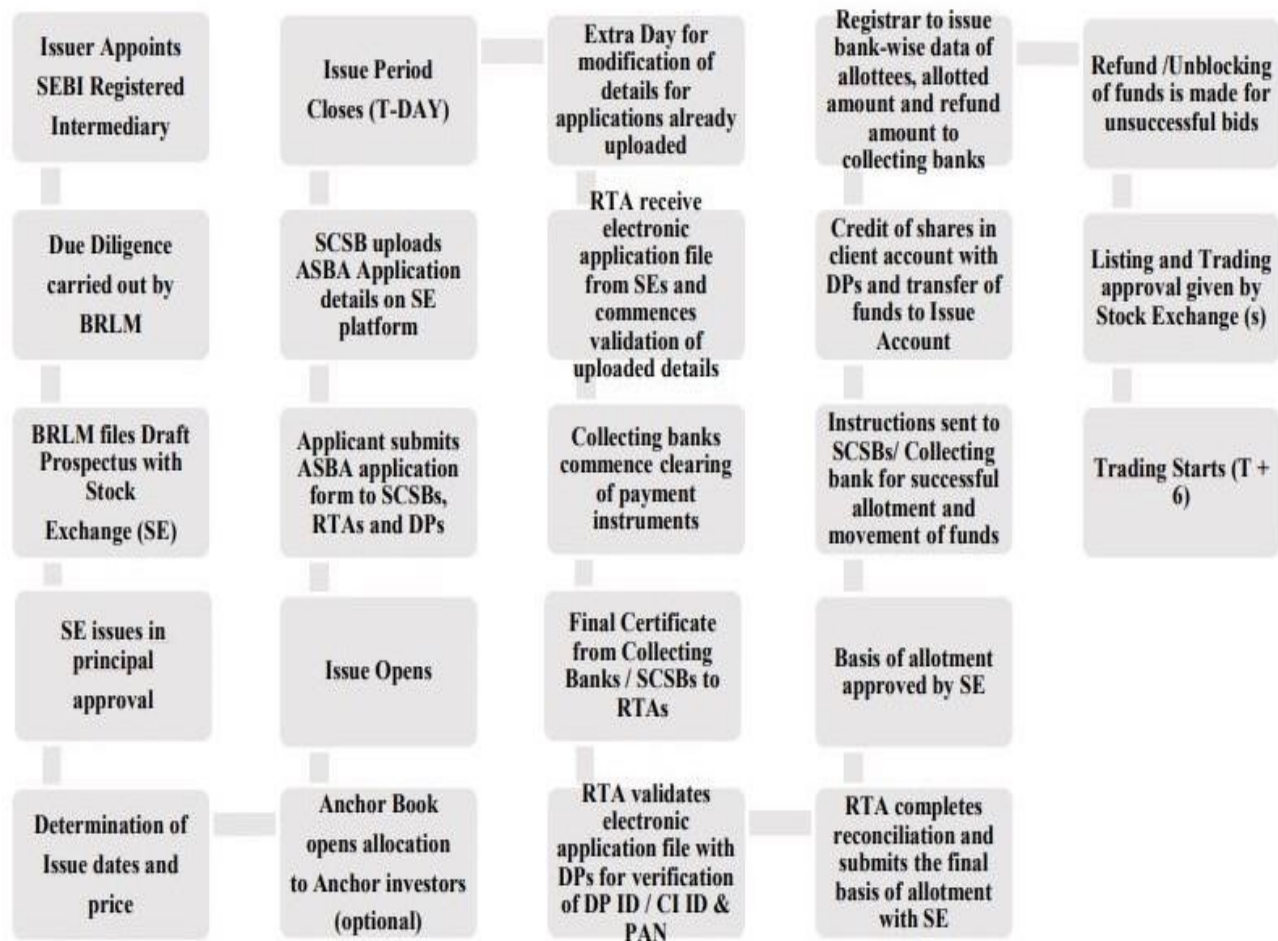 Issuer Appoints
SEBI Registered
Intermediary
Due Diligence
carried out by
BRLM
BRLM files Draft
Prospectus with
Stock
Exchange (SE)
SE issues in
principal
approval
Determination of
Issue dates and
price
Anchor Book
opens allocation
to Anchor investors
(optional)
Issue Opens
Applicant submits
ASBA application
form to SCSBs,
RTAs and DPs
SCSB uploads
ASBA Application
details on SE
platform
Issue Period
Closes (T-DAY)
Extra Day for
modification of
details for
applications already
uploaded
RTA receive
electronic
application file
from SEs and
commences
validation of
uploaded details
Collecting banks
commence clearing
of payment
instruments
Final Certificate
from Collecting
Banks / SCSBs to
RTAs
RTA validates
electronic
application file with
DPs for verification
of DP ID / CI ID &
PAN
RTA completes
reconciliation and
submits the final
basis of allotment
with SE
Basis of allotment
approved by SE
Instructions sent to
SCSBs/ Collecting
bank for successful
allotment and
movement of funds
Credit of shares in
client account with
DPs and transfer of
funds to Issue
Account
Registrar to issue
bank-wise data of
allottees, allotted
amount and refund
amount to
collecting banks
Refund /Unblocking
of funds is made for
unsuccessful bids
Listing and Trading
approval given by
Stock Exchange (s)
Trading Starts (T +
6)